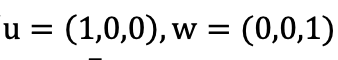 u = (1,0,0), w = (0,0,1)